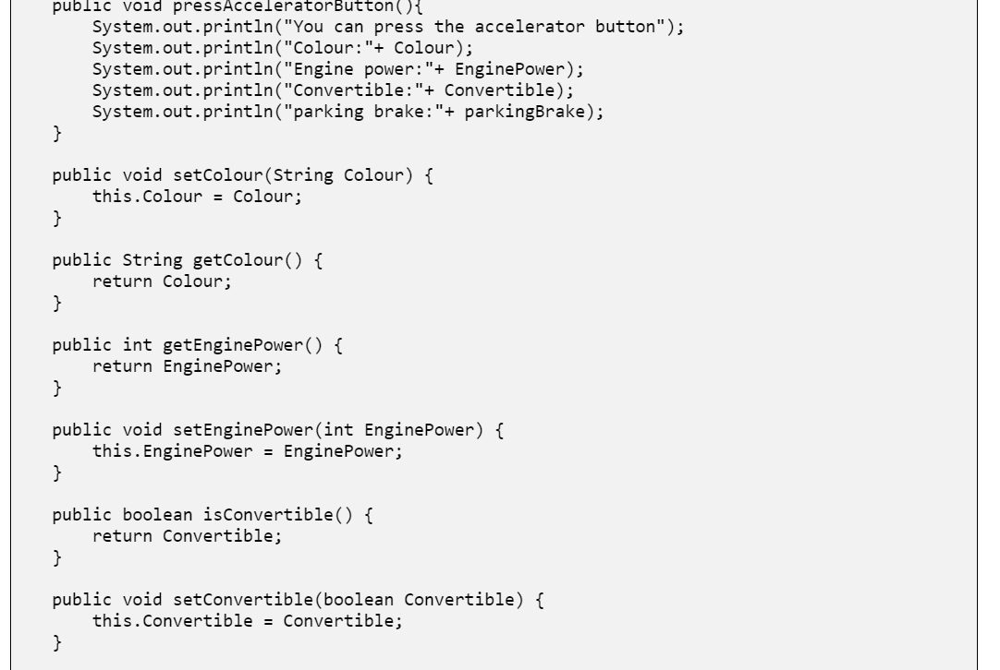 public void pressAcceleratorButton(){
System.out.println("You can press the accelerator button");
System.out.println("Colour:"+ Colour);
System.out.println("Engine power:"+ EnginePower);
System.out.println("Convertible:"+ Convertible);
System.out.println("parking brake:"+ parkingBrake);
}
public void setColour(String Colour) {
this.Colour = Colour;
}
public String getColour() {
return Colour;
}
public int getEnginePower() {
return EnginePower;
}
public void setEnginePower(int EnginePower) {
this.EnginePower = EnginePower;
}
public boolean isConvertible() {
return Convertible;
}
public void setConvertible(boolean Convertible) {
this.Convertible = Convertible;
}